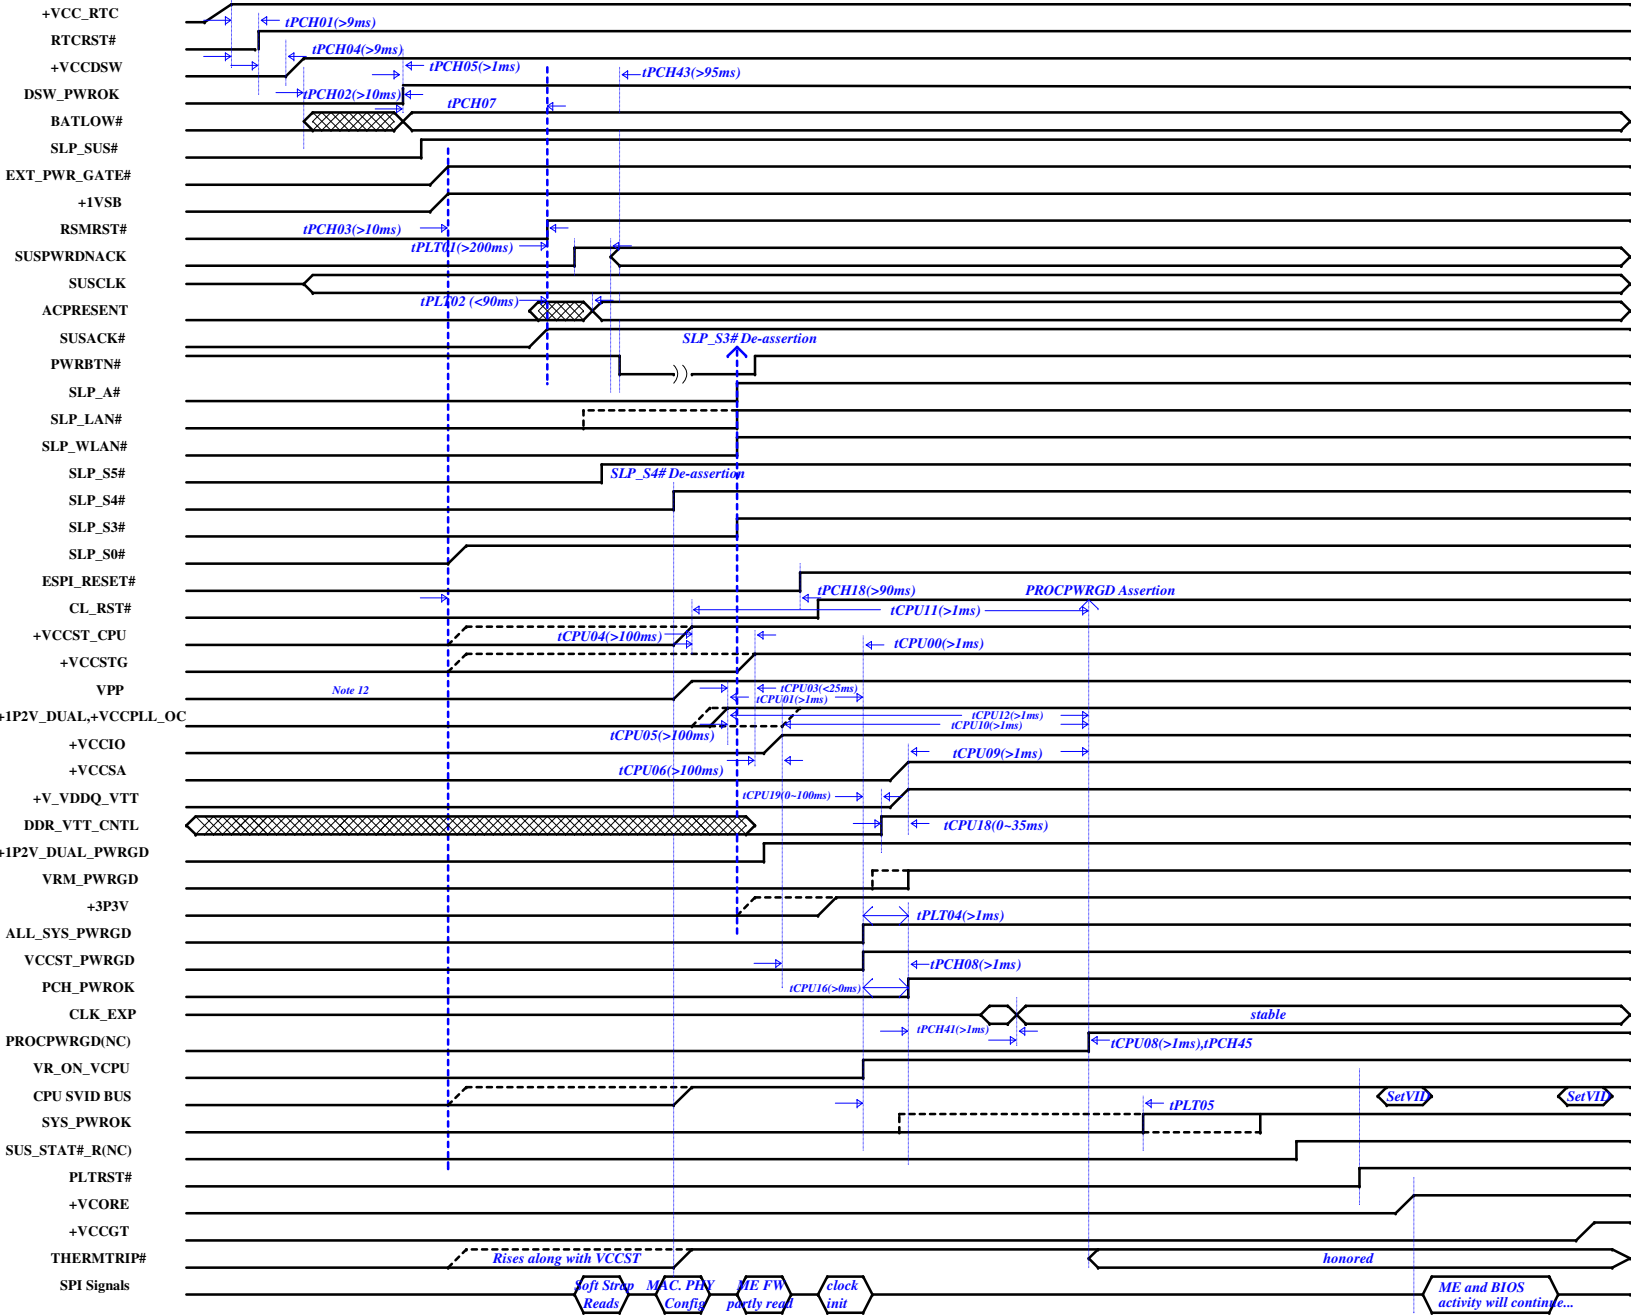 +VCC_RTC
tPCH01(>9ms)
RTCRST#
tPCH04(>9ms)
+VCCDSW
tPCH05(>1ms)
tPCH43(>95ms)
DSW_PWROK
tPCH02(>10ms)
tPCH07
BATLOW#
SLP_SUS#
EXT_PWR_GATE#
+1VSB
RSMRST#
tPCH03(>10ms)
tPLT01(>200ms)
SUSPWRDNACK
SUSCLK
tPLT02 (<90ms)
ACPRESENT
SUSACK#
SLP_S3# De-assertion
PWRBTN#
SLP_A#
SLP_LAN#
SLP_WLAN#
SLP_S5#
SLP_S4# De-assertion
SLP_S4#
SLP_S3#
SLP_S0#
ESPI_RESET#
tPCH18(>90ms)
PROCPWRGD Assertion
CL_RST#
tCPU11(>1ms)
+VCCST_CPU
tCPU04(>100ms)
tCPU00(>1ms)
+VCCSTG
VPP
Note 12
tCPU03(<25ms)
tCPU01(>1ms)
+1P2V_DUAL,+VCCPLL_OC
tCPU12(>1ms)
tCPU10(>1ms)
tCPU05(>100ms)
+VCCIO
tCPU09(>1ms)
+VCCSA
tCPU06(>100ms)
+V_VDDQ_VTT
tCPU19(0~100ms)
DDR_VTT_CNTL
tCPU18(0~35ms)
+1P2V_DUAL_PWRGD
VRM_PWRGD
+3P3V
tPLT04(>1ms)
ALL_SYS_PWRGD
VCCST_PWRGD
tPCH08(>1ms)
PCH_PWROK
tCPU16(>0ms)
CLK_EXP
stable
tPCH41(>1ms)
PROCPWRGD(NC)
tCPU08(>1ms),tPCH45
VR_ON_VCPU
CPU SVID BUS
SetVID
SetVID
tPLT05
SYS_PWROK
SUS_STAT#_R(NC)
PLTRST#
+VCORE
+VCCGT
THERMTRIP#
Rises along with VCCST
honored
SPI Signals
Soft Strap
Reads
MAC. PHY
Config
ME FW
partly read
clock
init
ME and BIOS
activity will continue...